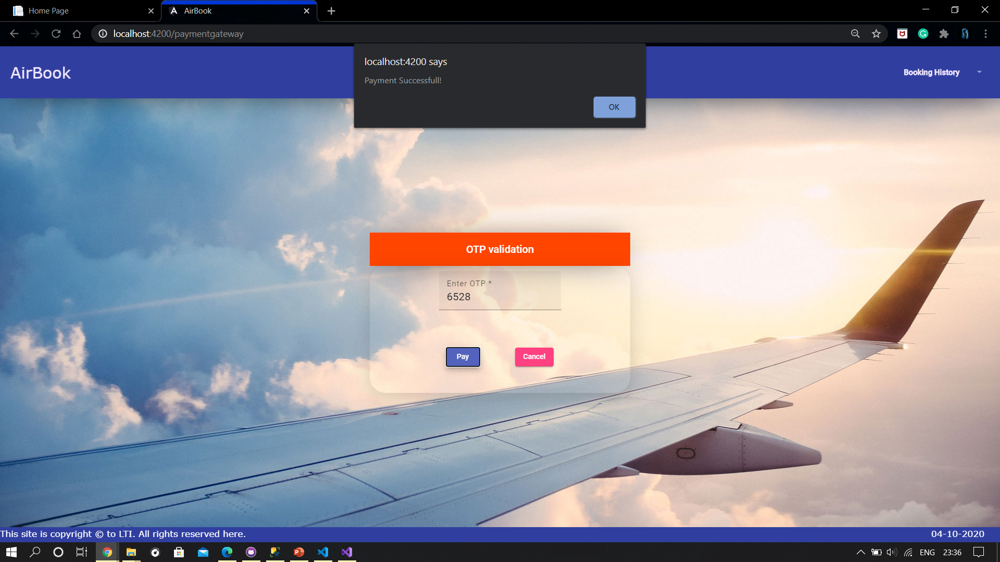 Home Page
AirBook
localhost:4200/paymentgateway
localhost:4200 says
Payment Successfull!
OK
AirBook
Booking History
OTP validation
Enter OTP *
6528
Pay
Cancel
This site is copyright © to LTI. All rights reserved here.
04-10-2020
ENG
23:36